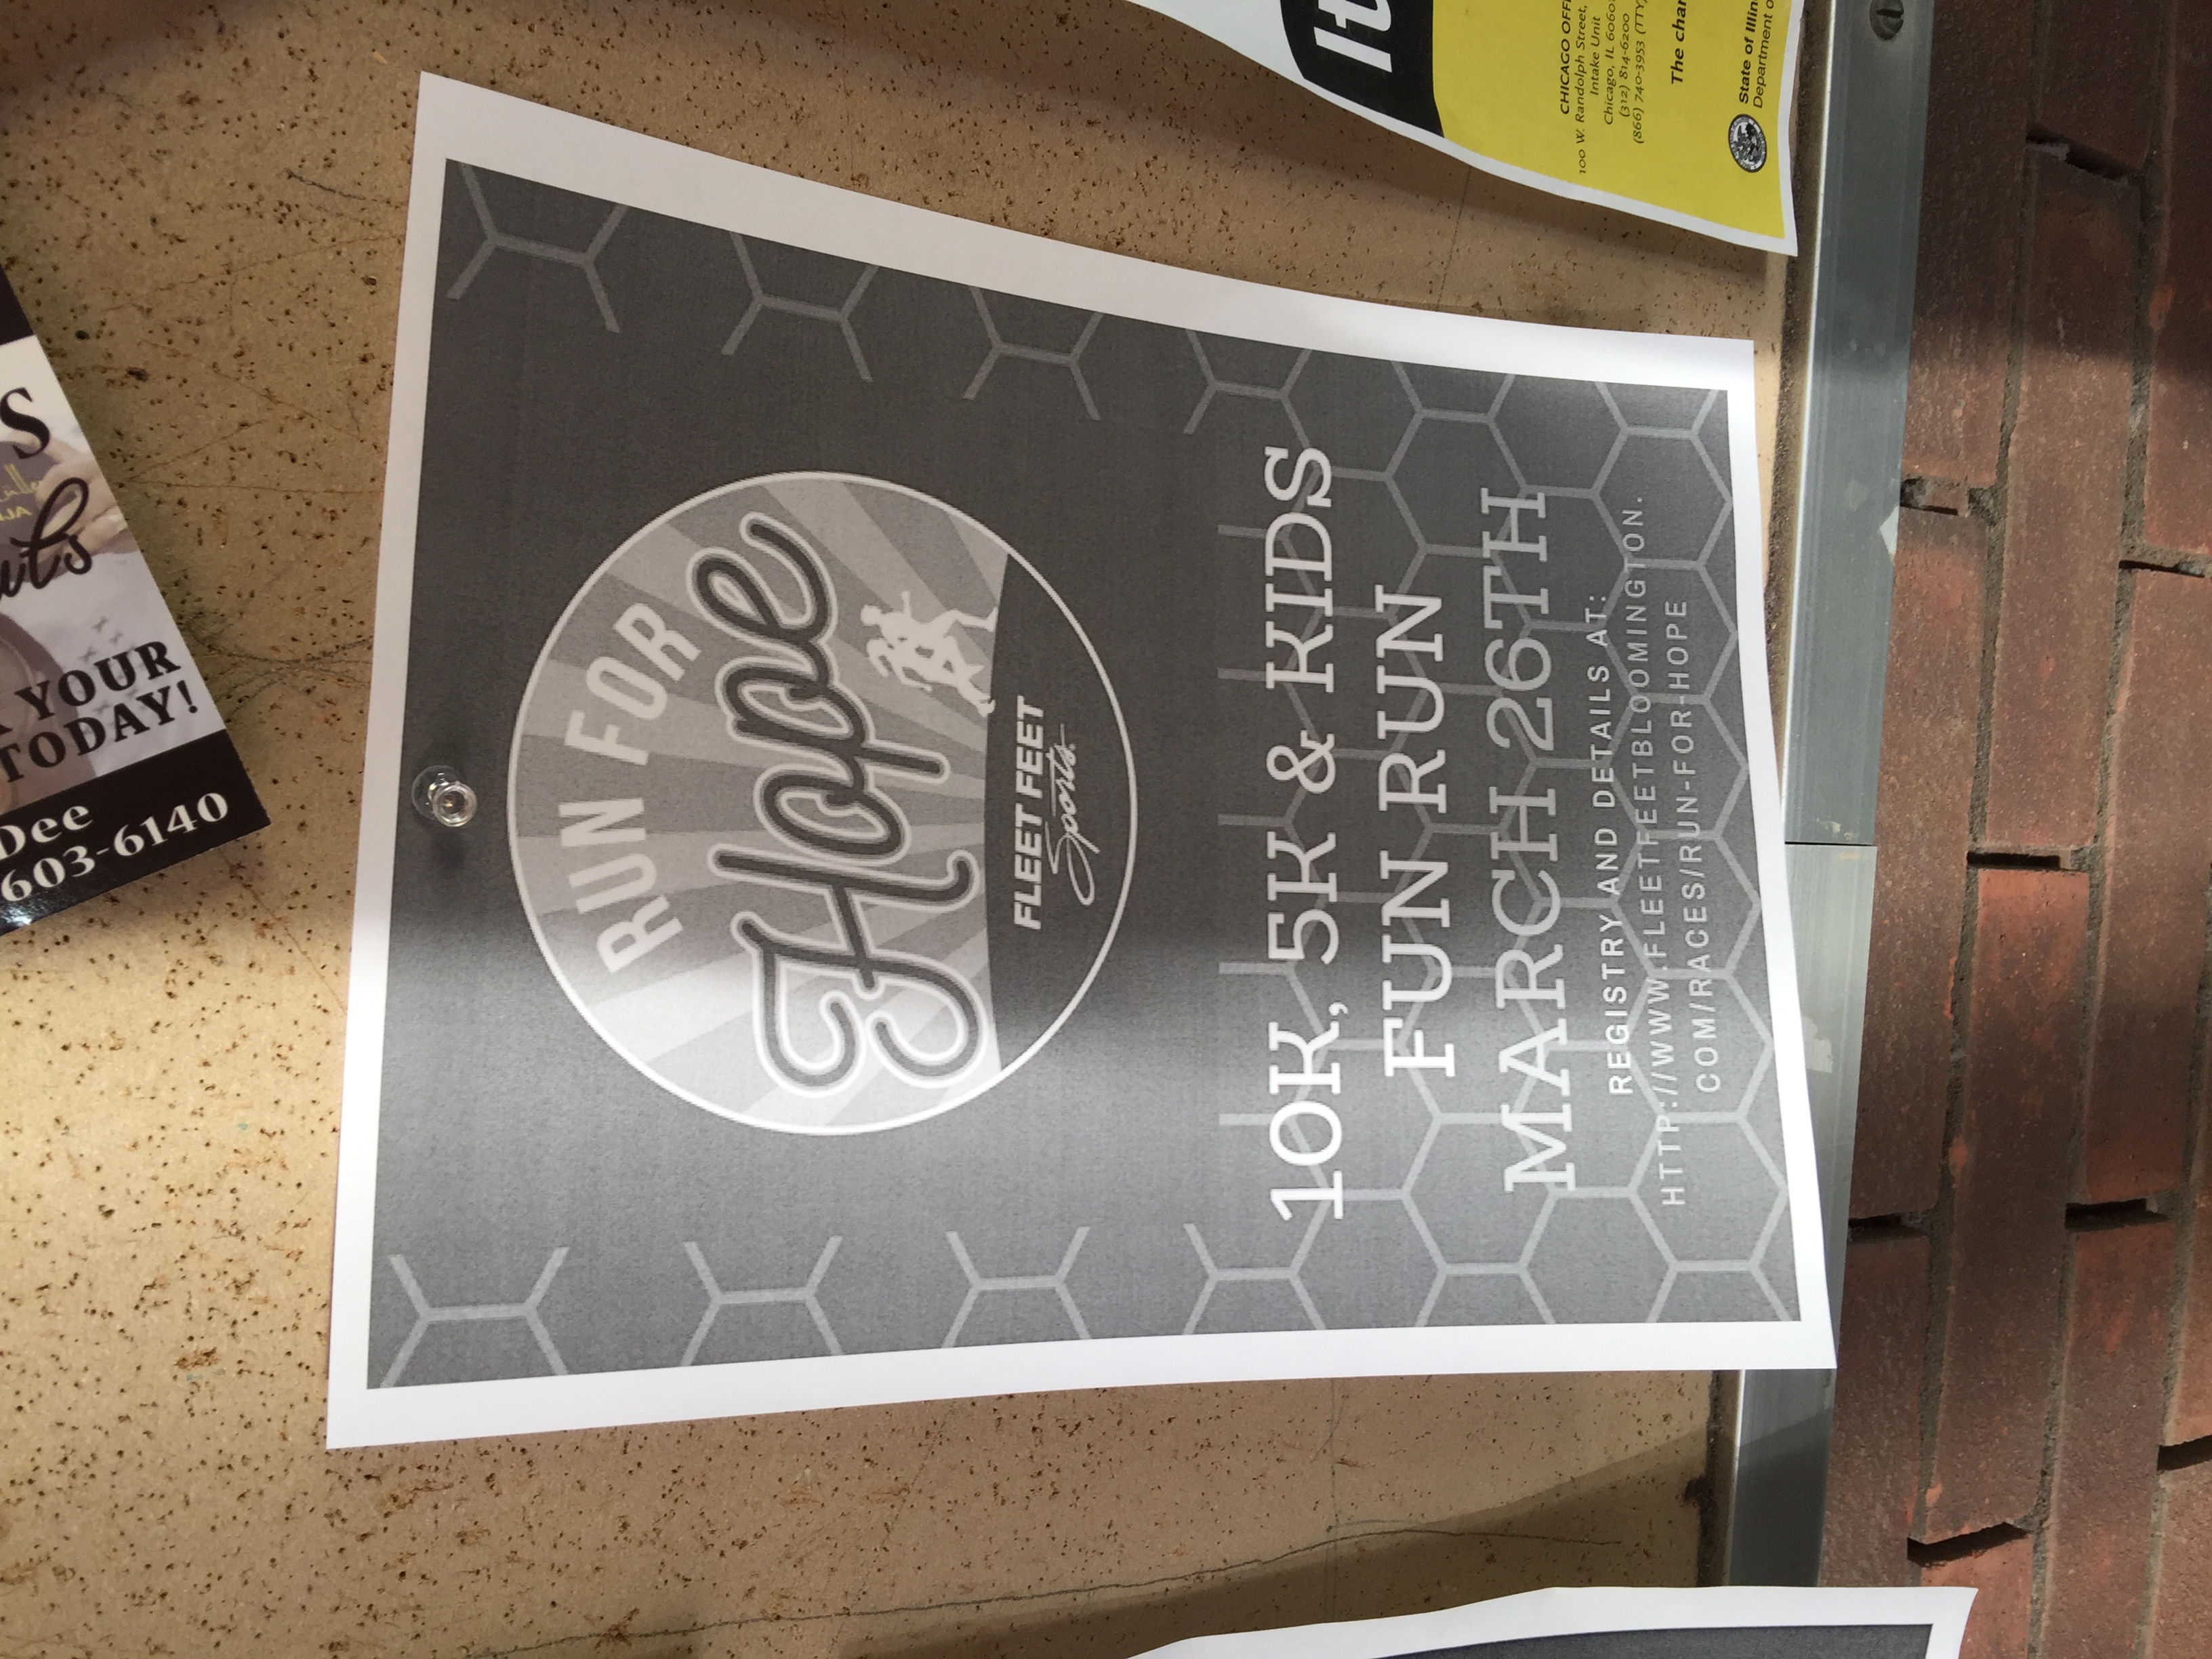 Dee
603-6140
YOUR
TODAY!
S
RUN FOR
Hope
FLEET FEET
Sports
10K, 5K & KIDS
FUN RUN
MARCH 26TH
REGISTRY AND DETAILS AT:
HTTP://WWW.FLEETFEETBLOOMINGTON.
COM/RACES/RUN-FOR-HOPE
It
CHICAGO OFFI
100 W. Randolph Street,
Intake Unit
Chicago, IL 6060
(312) 814-6200
(866) 740-3953 (TTY)
The char
State of Illin
Department o